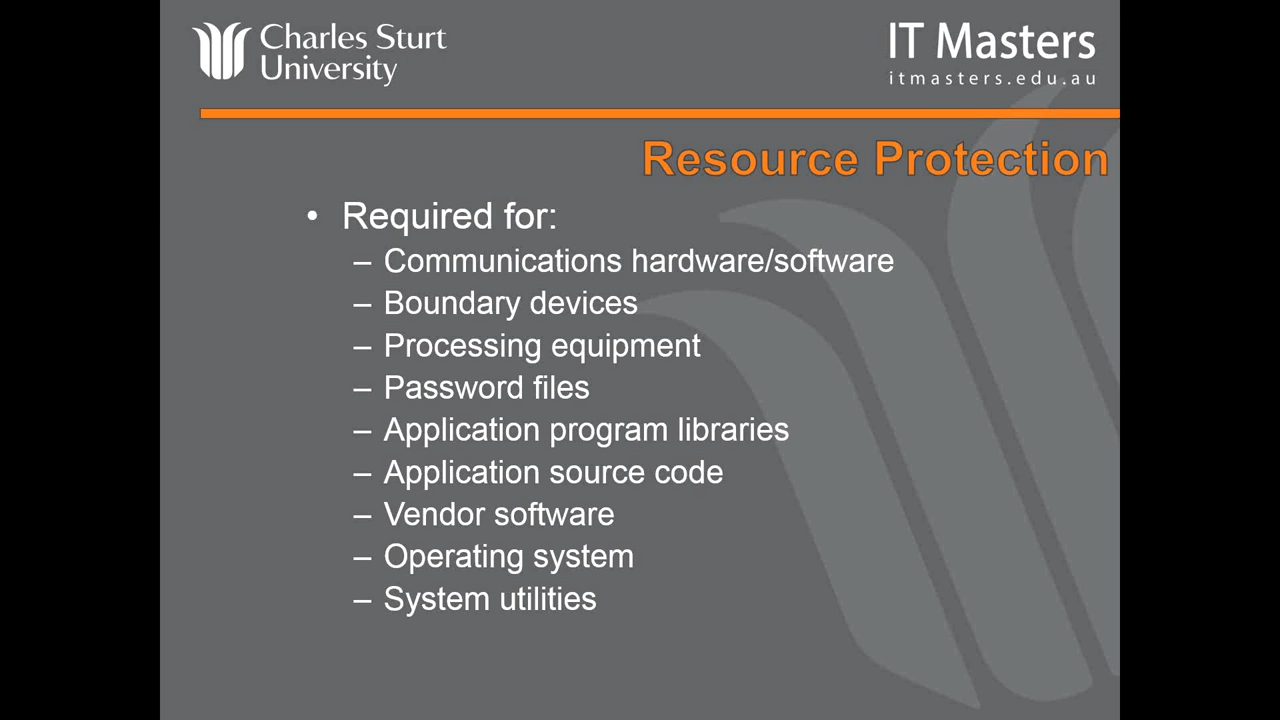 Charles Sturt
University
IT Masters
itmasters.edu.au
Resource Protection
• Required for:
– Communications hardware/software
– Boundary devices
– Processing equipment
– Password files
– Application program libraries
– Application source code
– Vendor software
– Operating system
– System utilities